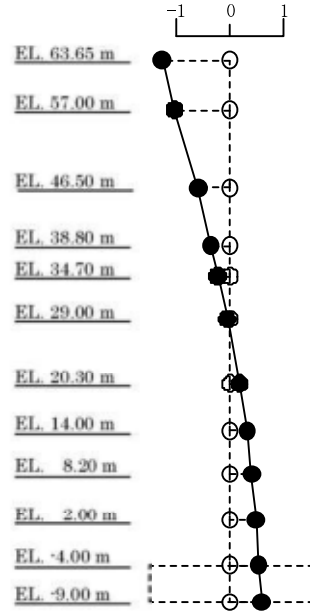 -1 0 1
EL. 63.65 m
EL. 57.00 m
EL. 46.50 m
EL. 38.80 m
EL. 34.70 m
EL. 29.00 m
EL. 20.30 m
EL. 14.00 m
EL. 8.20 m
EL. 2.00 m
EL. -4.00 m
EL. -9.00 m